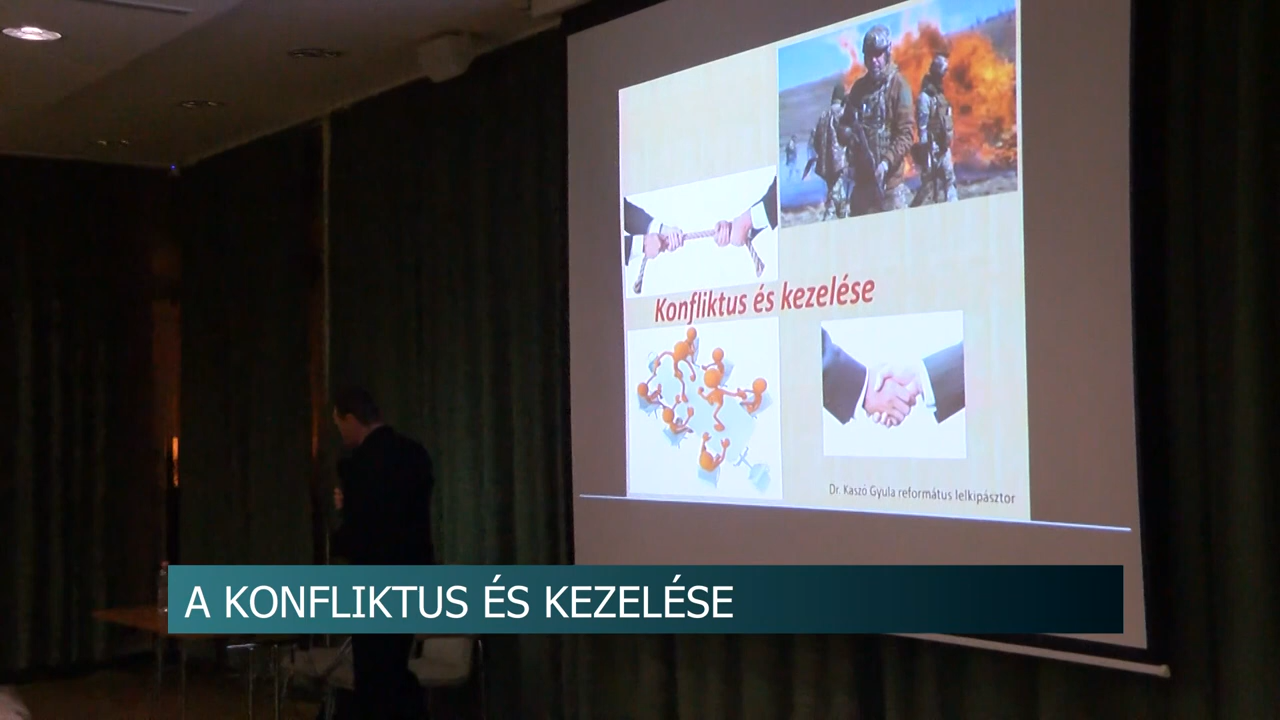 Konfliktus és kezelése
Dr. Kaszó Gyula református lelkipásztor
A KONFLIKTUS ÉS KEZELÉSE